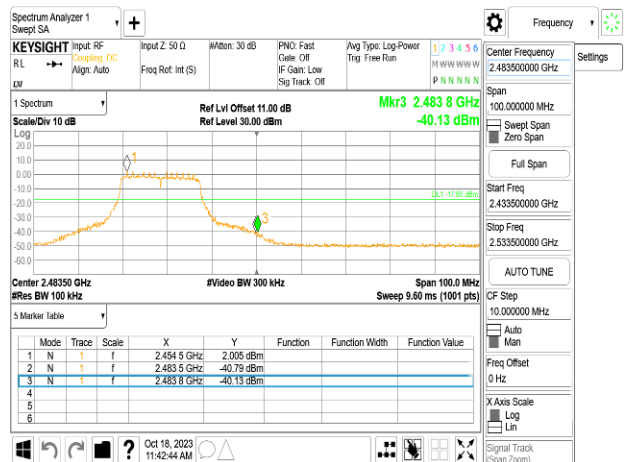 Spectrum Analyzer 1
Swept SA
+
Frequency
KEYSIGHT
Input: RF
Input Z: 50 Ω
#Atten: 30 dB
PNO: Fast
Avg Type: Log-Power
1 2 3 4 5 6
RL
Coupling: DC
Gate: Off
Trig: Free Run
Align: Auto
Freq Ref: Int (S)
IF Gain: Low
M W W W W W
Sig Track: Off
P N N N N N
LXI
1 Spectrum
Ref Lvl Offset 11.00 dB
Mkr3 2.483 8 GHz
Scale/Div 10 dB
Ref Level 30.00 dBm
-40.13 dBm
Log
20.0
10.0
0.00
-10.0
-20.0
-30.0
-40.0
-50.0
-60.0
1
3
DL1 -17.80 dBm
Center 2.48350 GHz
#Video BW 300 kHz
Span 100.0 MHz
#Res BW 100 kHz
Sweep 9.60 ms (1001 pts)
5 Marker Table
Mode Trace Scale X Y Function Function Width Function Value
1 N 1 f 2.454 5 GHz 2.005 dBm
2 N 1 f 2.483 5 GHz -40.79 dBm
3 N 1 f 2.483 8 GHz -40.13 dBm
4
5
6
? Oct 18, 2023
11:42:44 AM
Center Frequency
2.483500000 GHz
Settings
Span
100.000000 MHz
Swept Span
Zero Span
Full Span
Start Freq
2.433500000 GHz
Stop Freq
2.533500000 GHz
AUTO TUNE
CF Step
10.000000 MHz
Auto
Man
Freq Offset
0 Hz
X Axis Scale
Log
Lin
Signal Track
(Span Zoom)